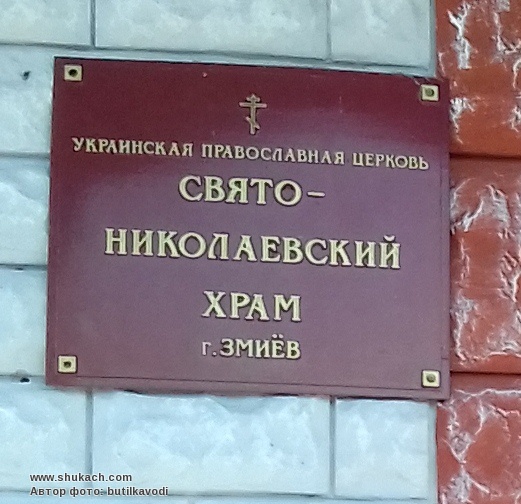 УКРАИНСКАЯ ПРАВОСЛАВНАЯ ЦЕРКОВЬ
СВЯТО-
НИКОЛАЕВСКИЙ
ХРАМ
г. ЗМИЁВ
www.shukach.com
Автор фото: butilkavodi